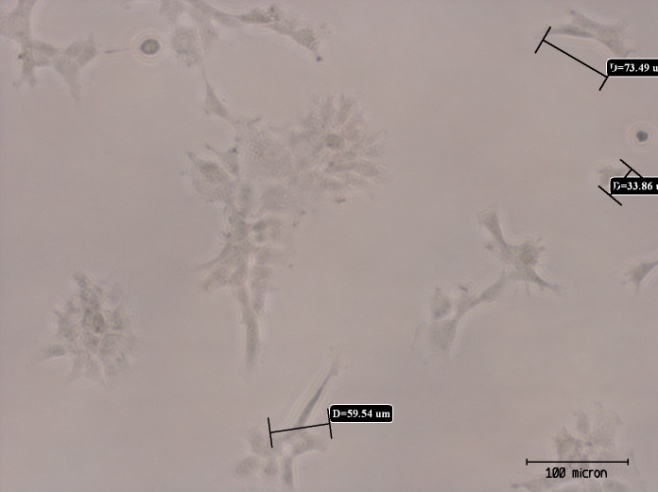 D=73.49 u
D=33.86 u
D=59.54 um
100 micron